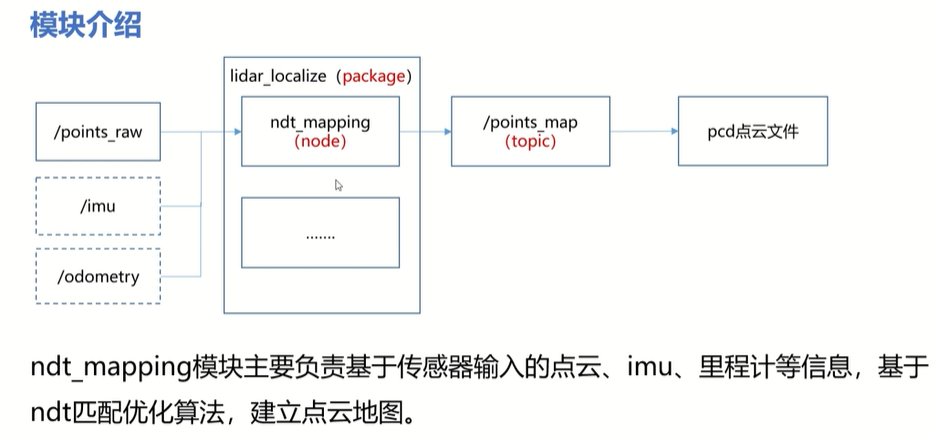 模块介绍
lidar_localize（package）
/points_raw
ndt_mapping
(node)
/points_map
(topic)
pcd点云文件
/imu
.......
/odometry
ndt_mapping模块主要负责基于传感器输入的点云、imu、里程计等信息，基于
ndt匹配优化算法，建立点云地图。